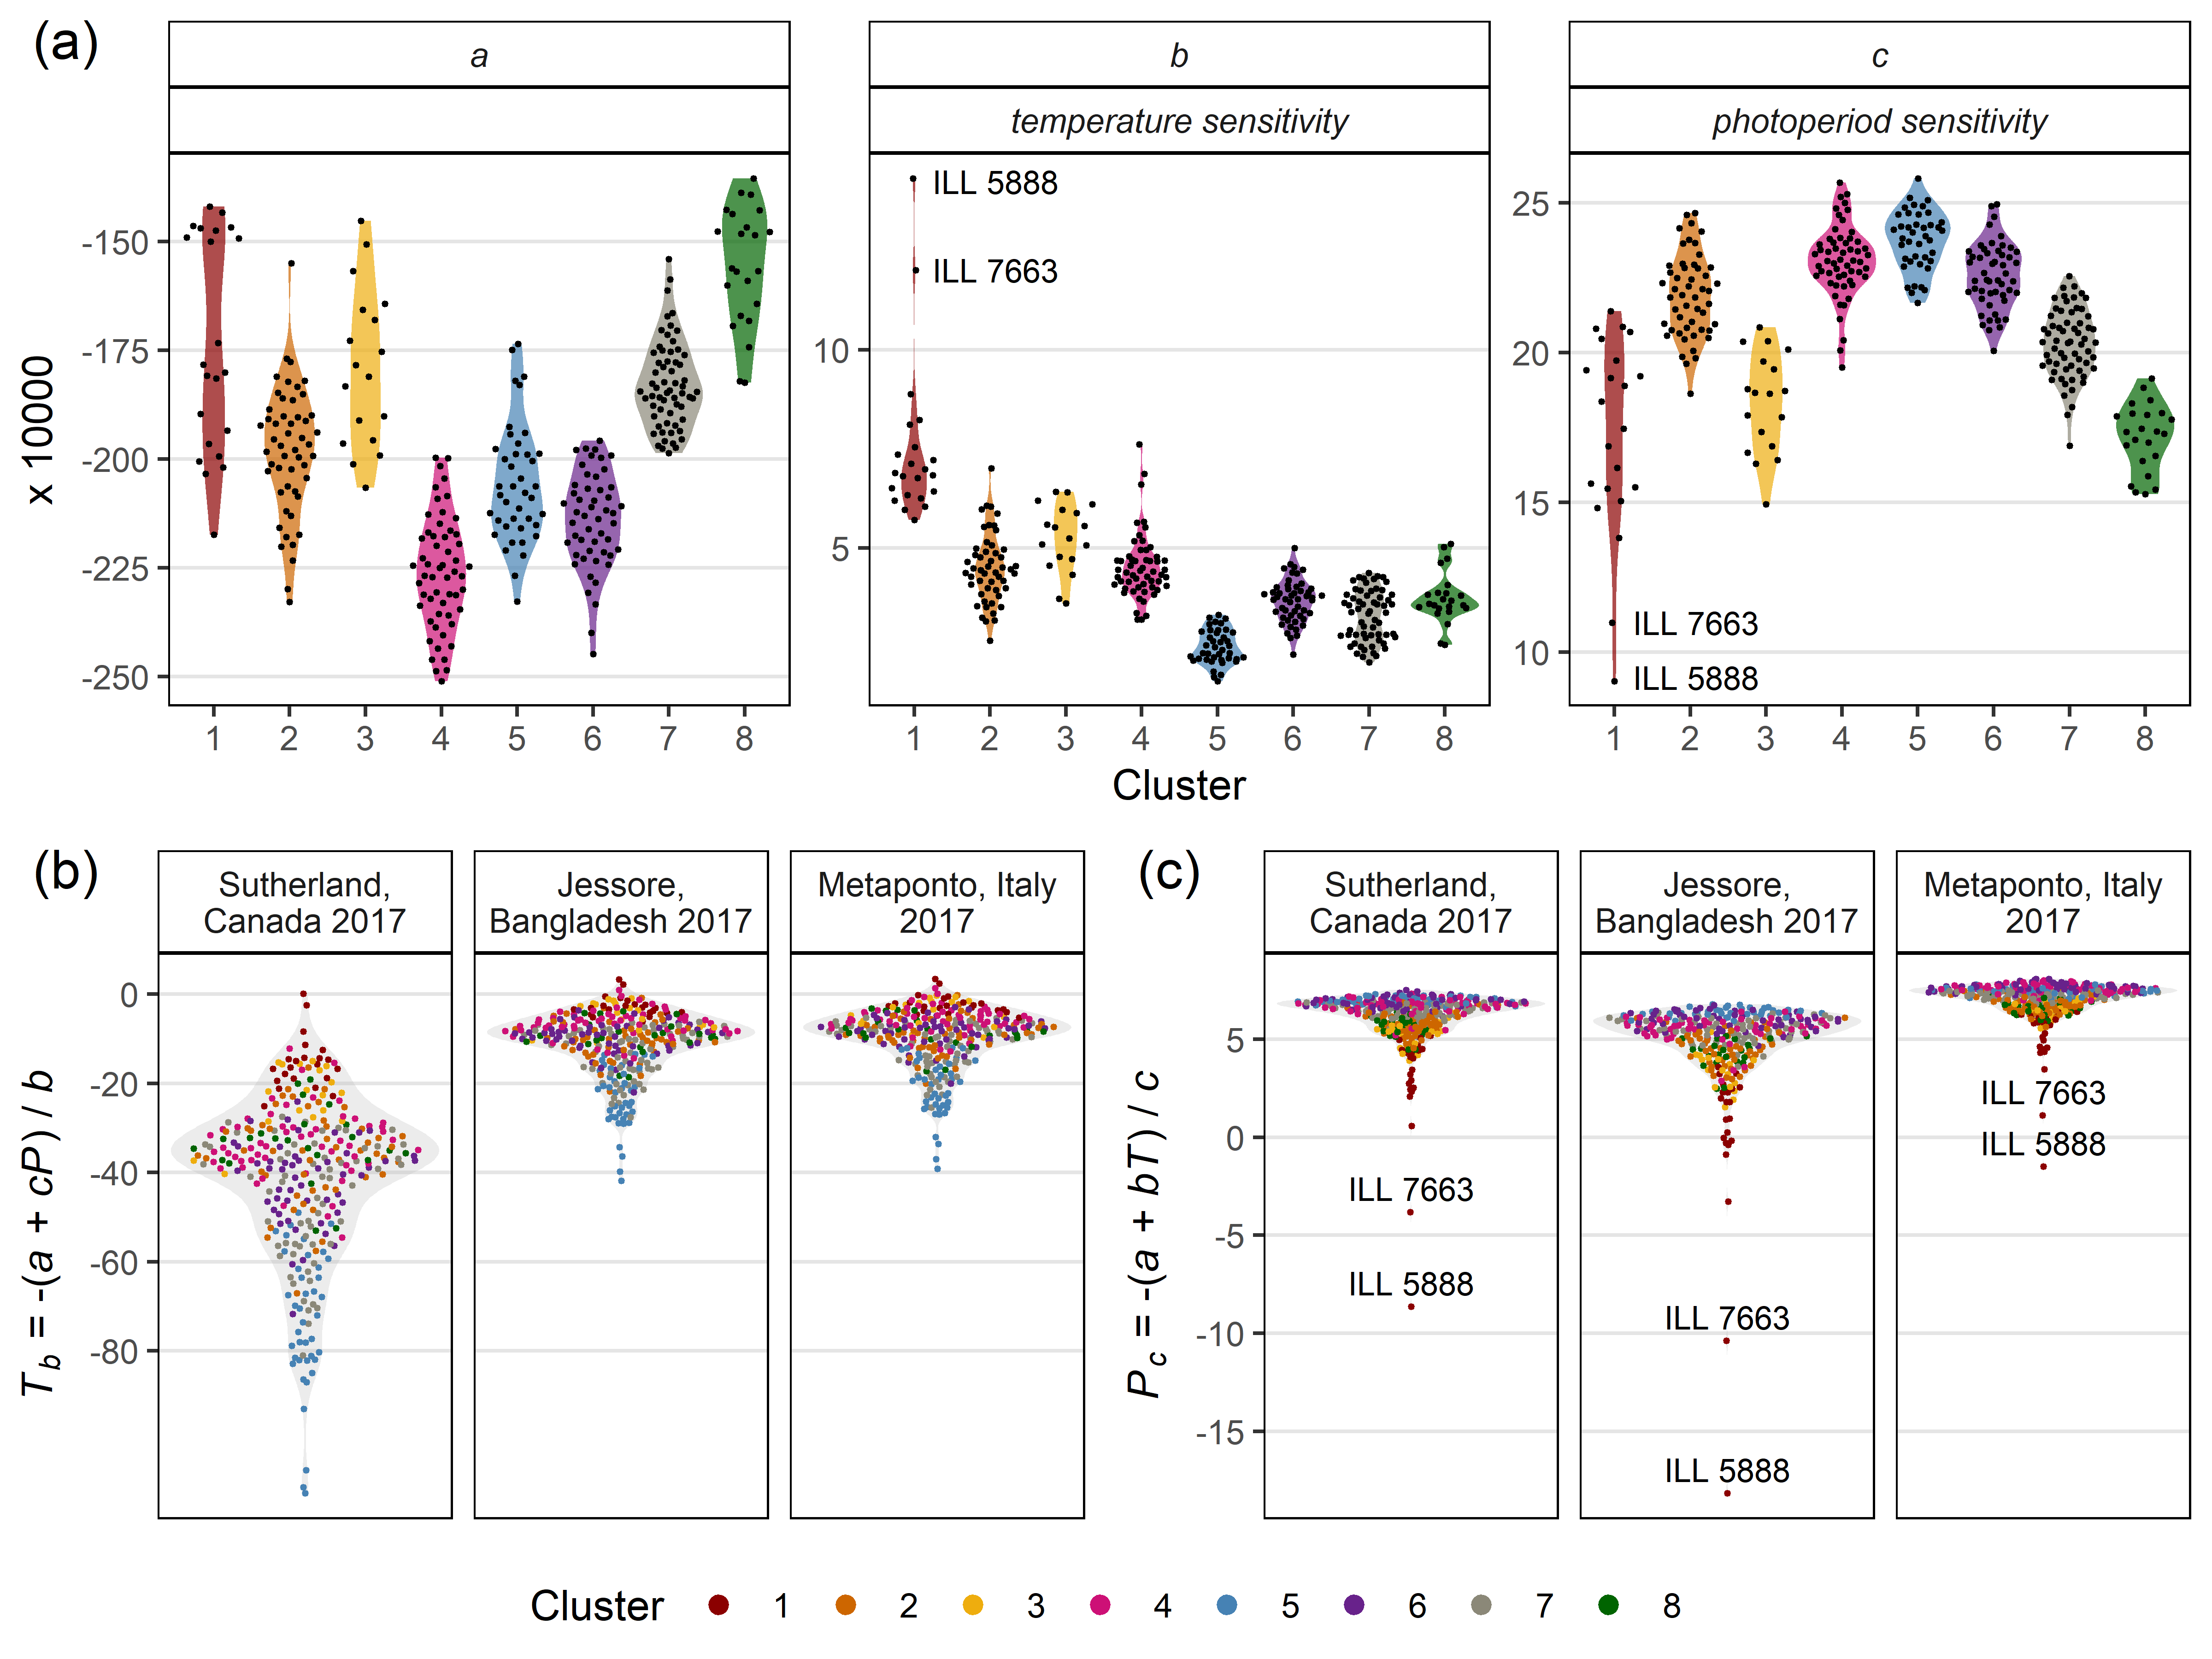 (a)
a
b
c
temperature sensitivity
photoperiod sensitivity
x 10000
-150
-175
-200
-225
-250
ILL 5888
ILL 7663
10
5
25
20
15
10
ILL 7663
ILL 5888
1 2 3 4 5 6 7 8
1 2 3 4 5 6 7 8
1 2 3 4 5 6 7 8
Cluster
(b)
Sutherland,
Canada 2017
Jessore,
Bangladesh 2017
Metaponto, Italy
2017
T_b = -(a + cP) / b
0
-20
-40
-60
-80
(c)
Sutherland,
Canada 2017
Jessore,
Bangladesh 2017
Metaponto, Italy
2017
P_c = -(a + bT) / c
5
0
-5
-10
-15
ILL 7663
ILL 5888
ILL 7663
ILL 5888
ILL 7663
ILL 5888
Cluster 1 2 3 4 5 6 7 8